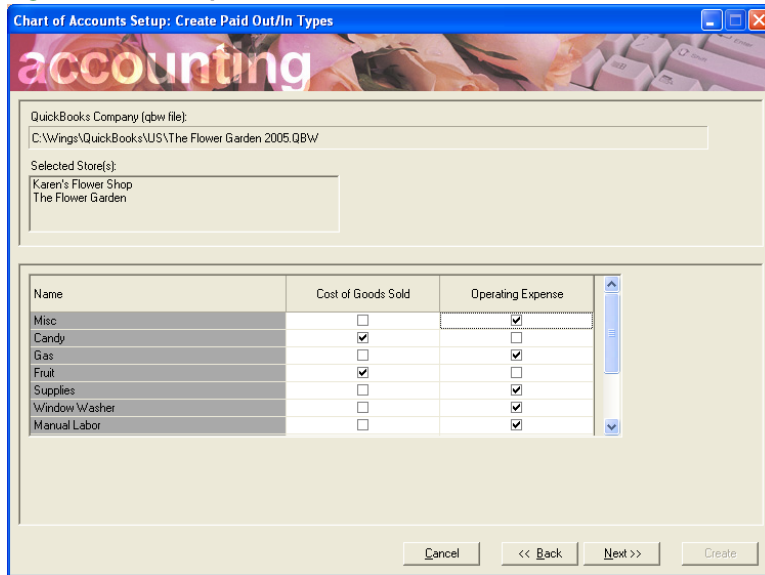 Chart of Accounts Setup: Create Paid Out/In Types
accounting
QuickBooks Company (qbw file):
C:\Wings\QuickBooks\US\The Flower Garden 2005.QBW
Selected Store(s):
Karen's Flower Shop
The Flower Garden
Name Cost of Goods Sold Operating Expense
Misc
Candy
Gas
Fruit
Supplies
Window Washer
Manual Labor
Cancel << Back Next >> Create